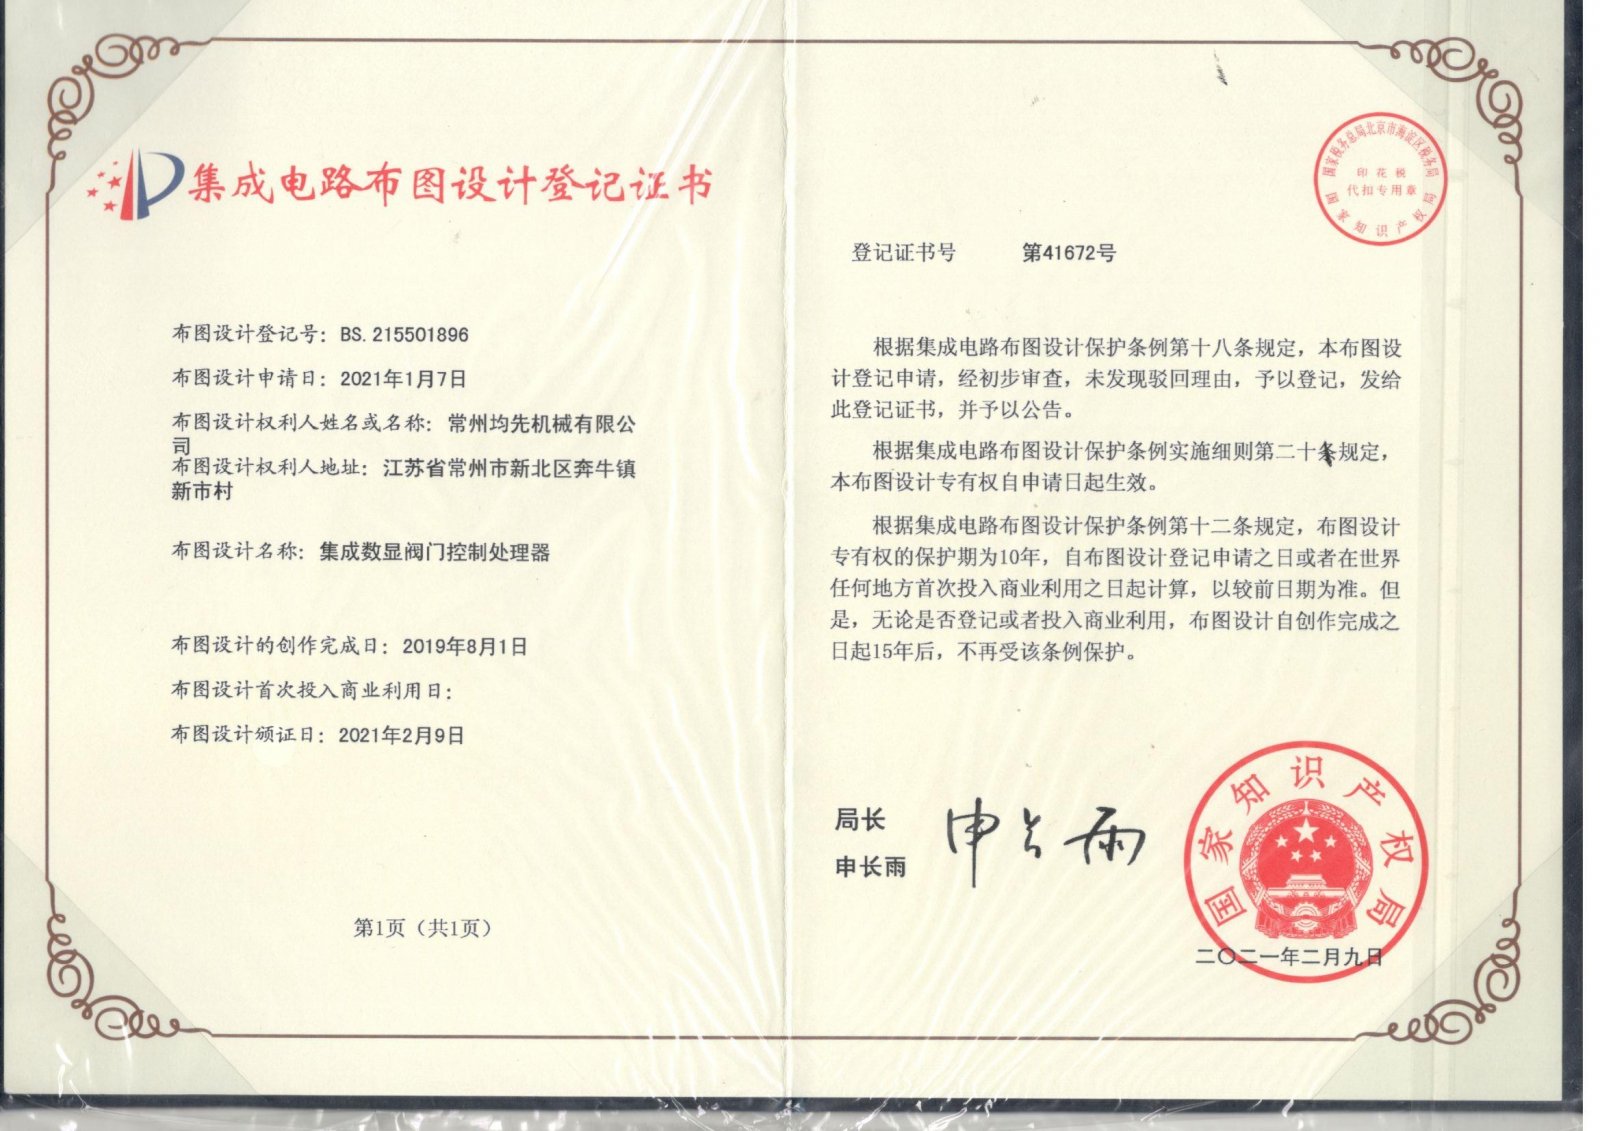 集成电路布图设计登记证书
布图设计登记号：BS.215501896
布图设计申请日：2021年1月7日
布图设计权利人姓名或名称：常州均先机械有限公
司
布图设计权利人地址：江苏省常州市新北区奔牛镇
新市村
布图设计名称：集成数显阀门控制处理器
布图设计的创作完成日：2019年8月1日
布图设计首次投入商业利用日：
布图设计颁证日：2021年2月9日
第1页（共1页）
国家税务总局北京市海淀区税务局
印花税
代扣专用章
国家知识产权局
登记证书号 第41672号
根据集成电路布图设计保护条例第十八条规定，本布图设
计登记申请，经初步审查，未发现驳回理由，予以登记，发给
此登记证书，并予以公告。
根据集成电路布图设计保护条例实施细则第二十条规定，
本布图设计专有权自申请日起生效。
根据集成电路布图设计保护条例第十二条规定，布图设计
专有权的保护期为10年，自布图设计登记申请之日或者在世界
任何地方首次投入商业利用之日起计算，以较前日期为准。但
是，无论是否登记或者投入商业利用，布图设计自创作完成之
日起15年后，不再受该条例保护。
局长
申长雨
申长雨
国家知识产权局
二〇二一年二月九日